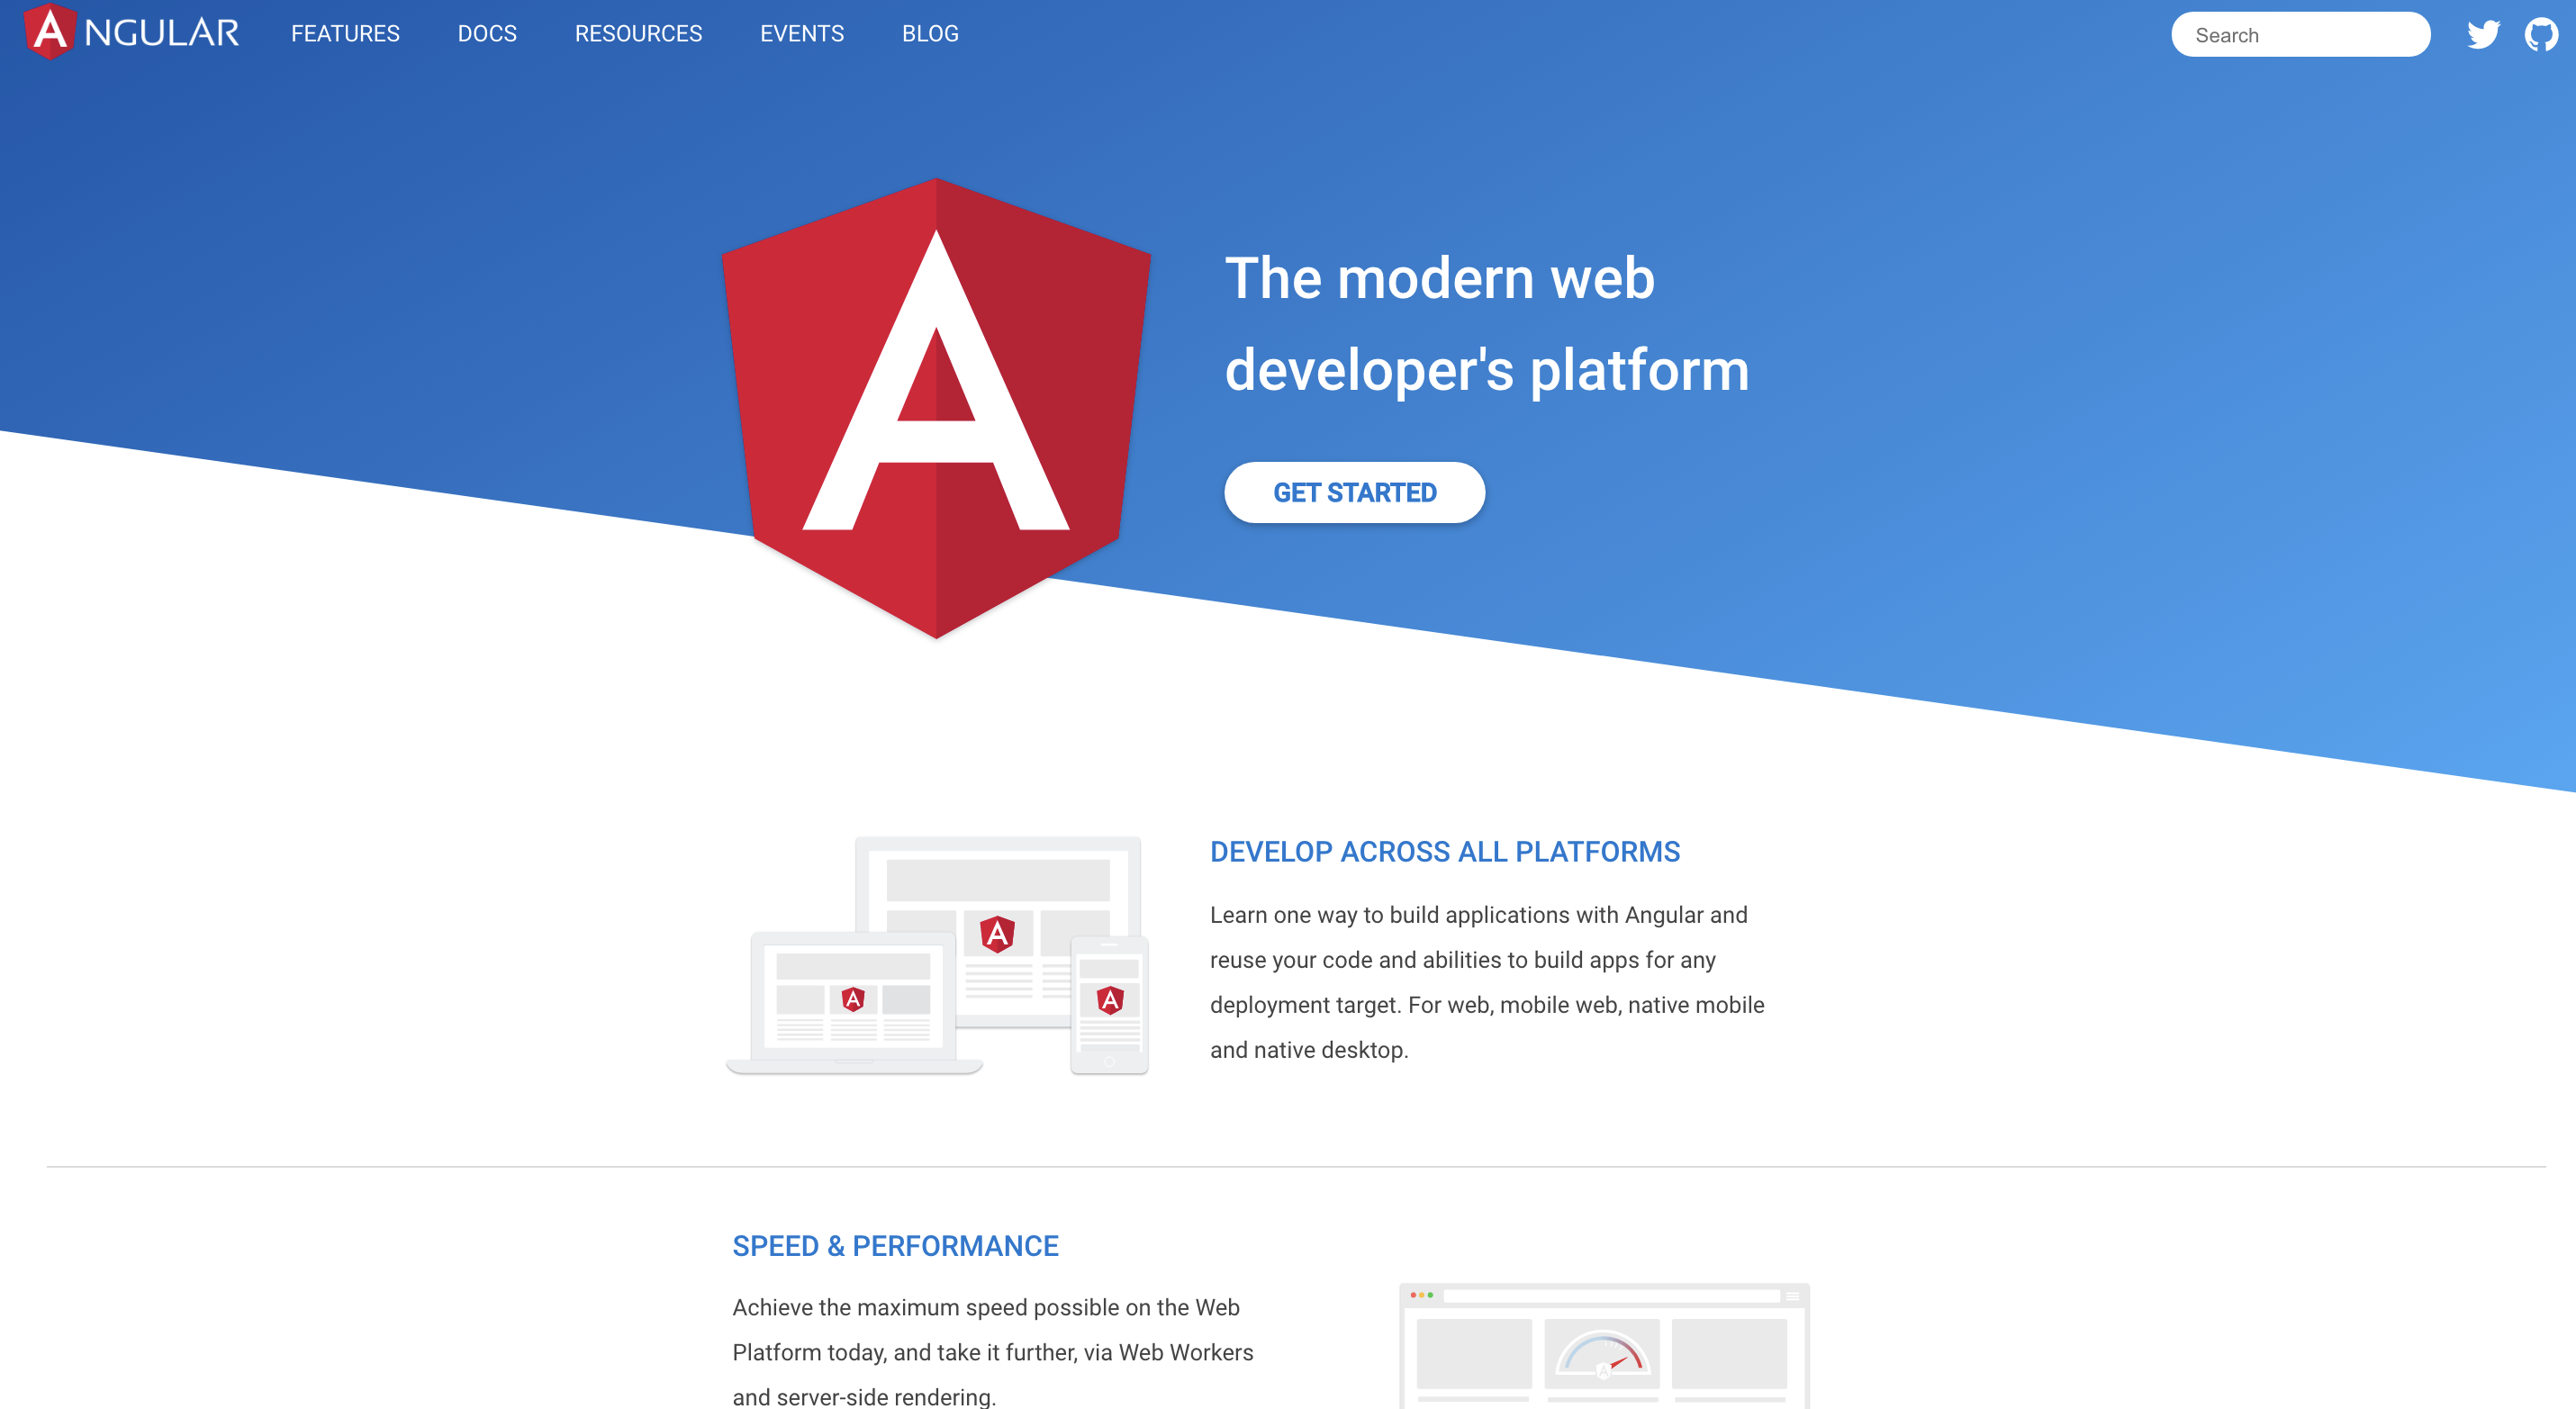 ANGULAR FEATURES DOCS RESOURCES EVENTS BLOG Search
A
The modern web
developer's platform
GET STARTED
DEVELOP ACROSS ALL PLATFORMS
Learn one way to build applications with Angular and
reuse your code and abilities to build apps for any
deployment target. For web, mobile web, native mobile
and native desktop.
A
A
A
SPEED & PERFORMANCE
Achieve the maximum speed possible on the Web
Platform today, and take it further, via Web Workers
and server-side rendering.